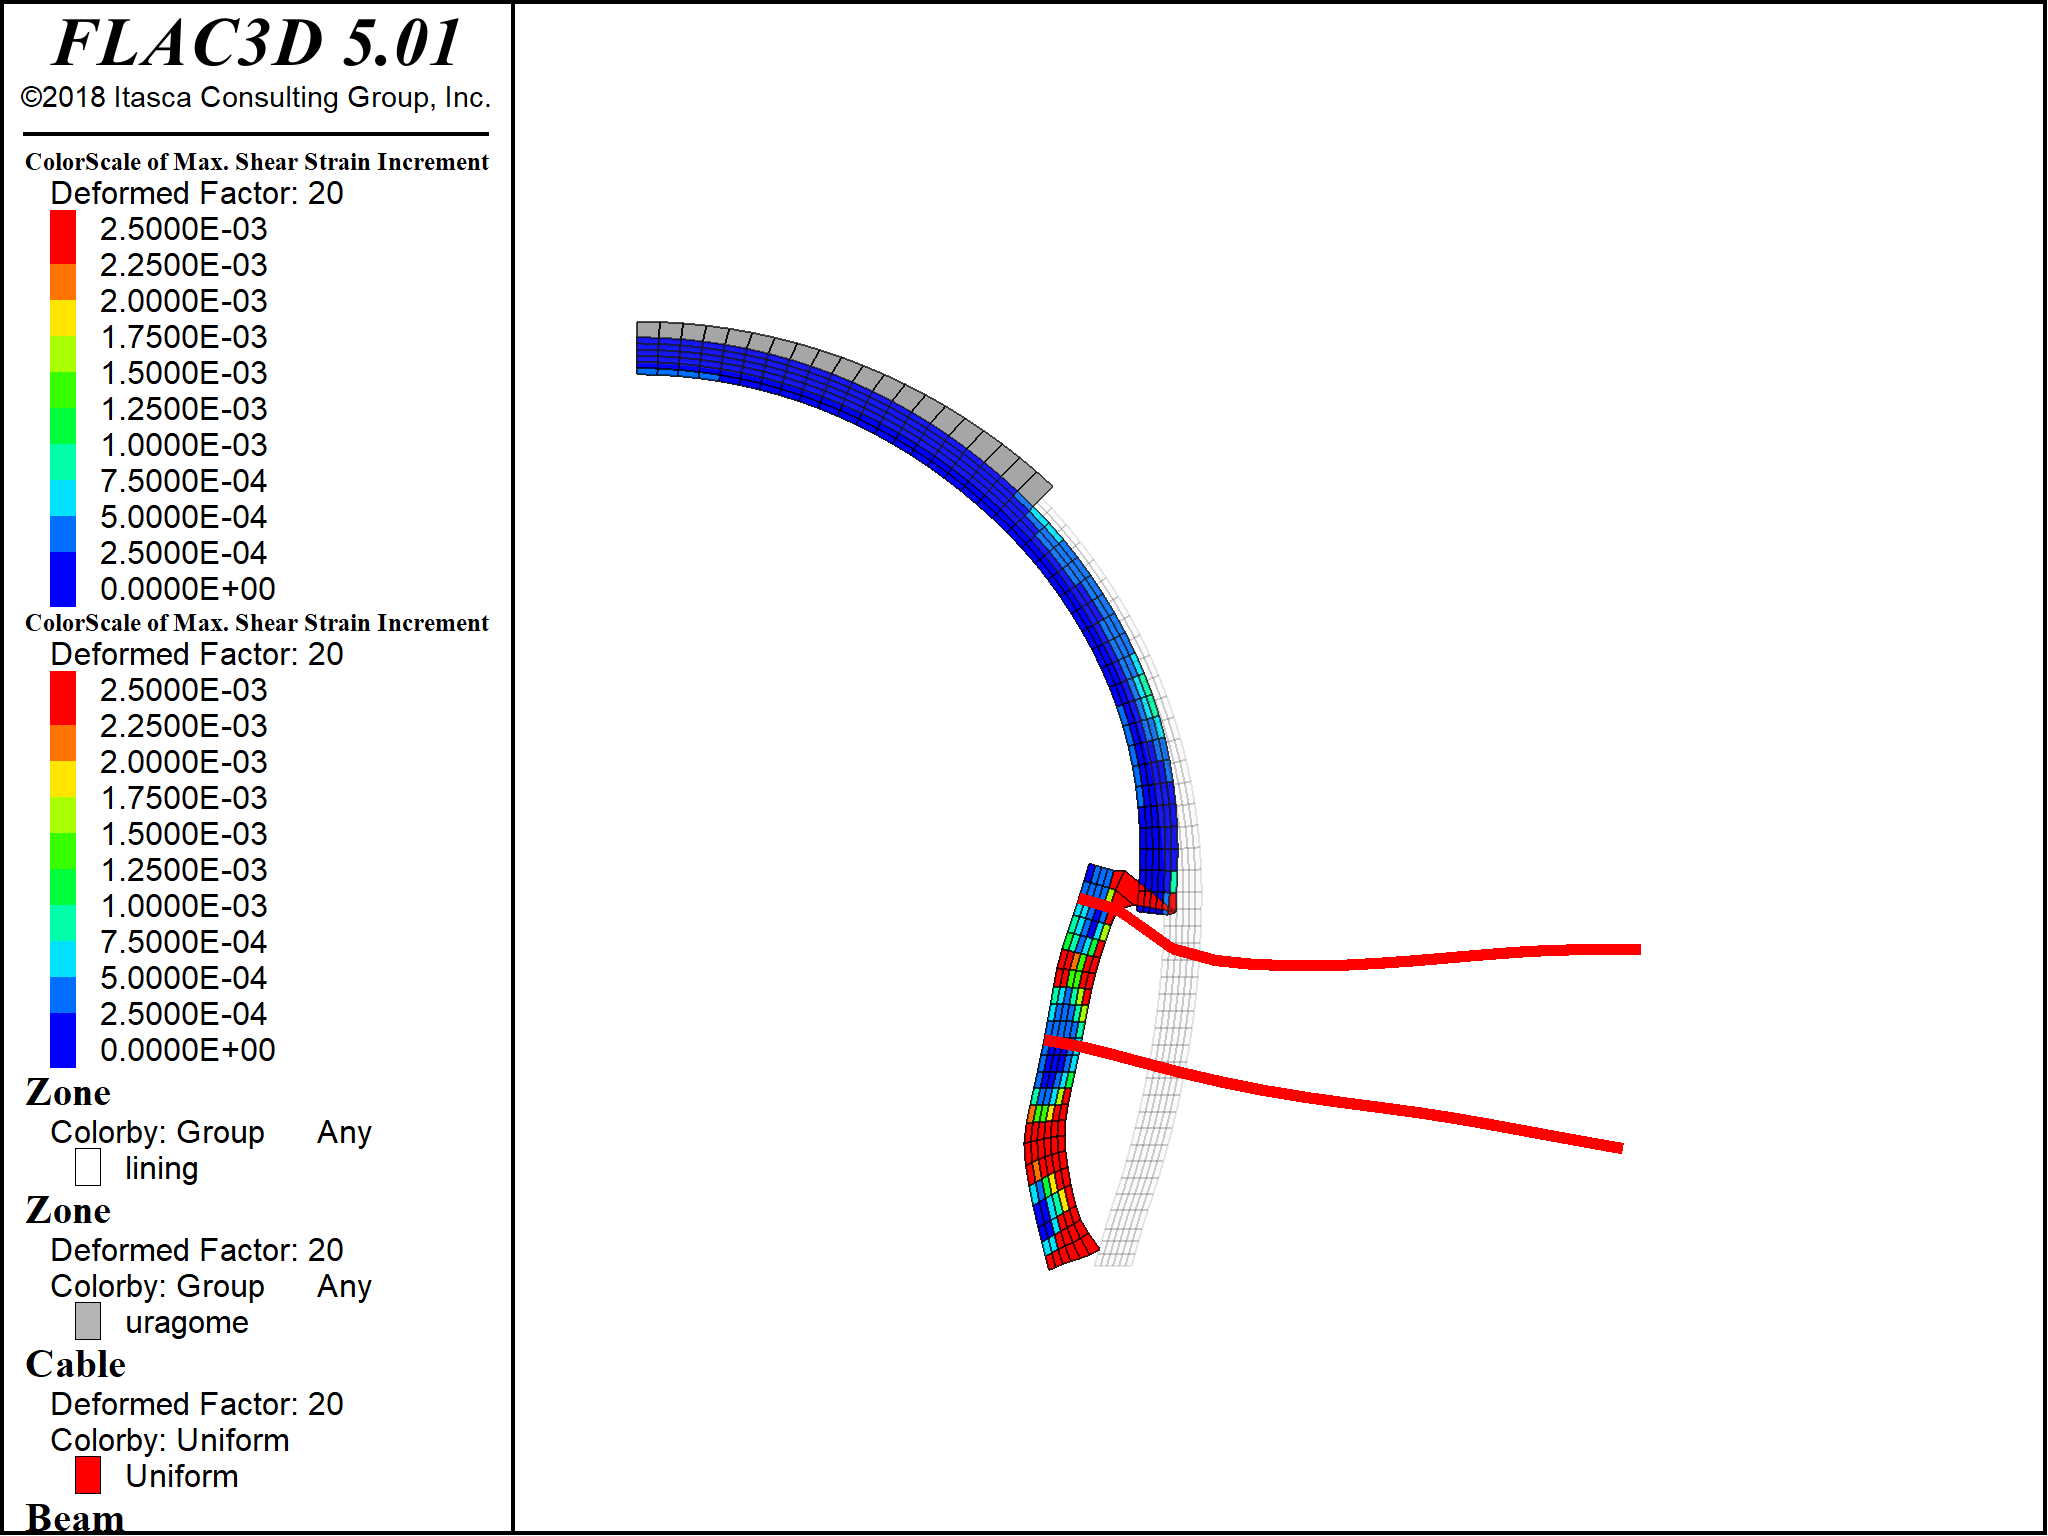 FLAC3D 5.01
©2018 Itasca Consulting Group, Inc.
ColorScale of Max. Shear Strain Increment
Deformed Factor: 20
2.5000E-03
2.2500E-03
2.0000E-03
1.7500E-03
1.5000E-03
1.2500E-03
1.0000E-03
7.5000E-04
5.0000E-04
2.5000E-04
0.0000E+00
ColorScale of Max. Shear Strain Increment
Deformed Factor: 20
2.5000E-03
2.2500E-03
2.0000E-03
1.7500E-03
1.5000E-03
1.2500E-03
1.0000E-03
7.5000E-04
5.0000E-04
2.5000E-04
0.0000E+00
Zone
Colorby: Group Any
lining
Zone
Deformed Factor: 20
Colorby: Group Any
uragome
Cable
Deformed Factor: 20
Colorby: Uniform
Uniform
Beam